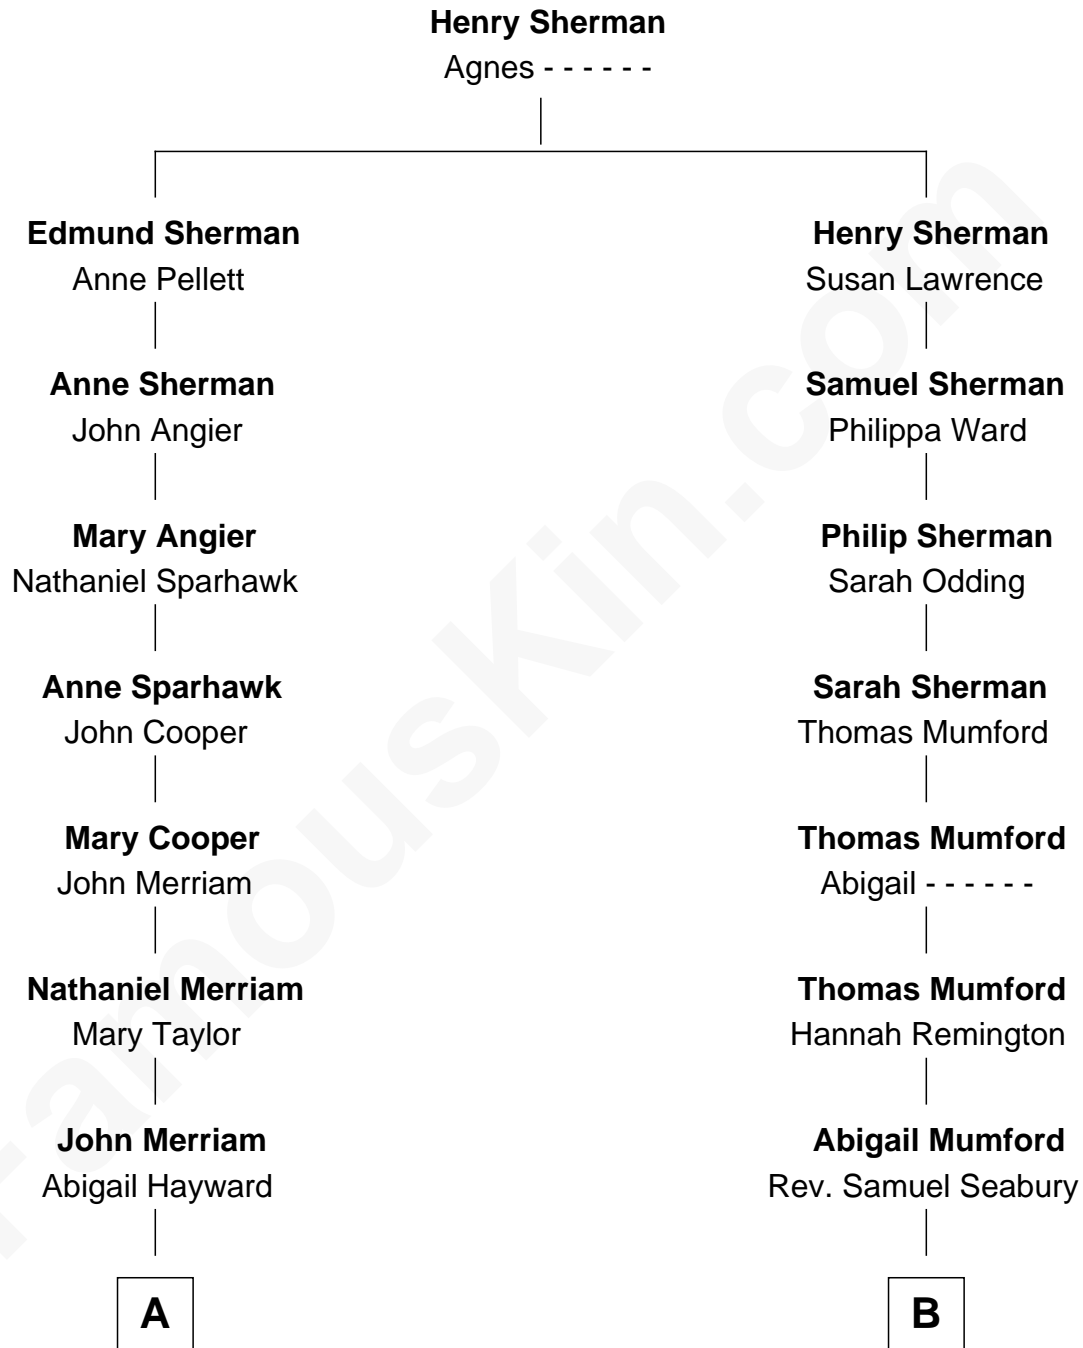 Henry Sherman
Agnes - - - - - -
Edmund Sherman
Anne Pellett
Henry Sherman
Susan Lawrence
Anne Sherman
John Angier
Samuel Sherman
Philippa Ward
Mary Angier
Nathaniel Sparhawk
Philip Sherman
Sarah Odding
Anne Sparhawk
John Cooper
Sarah Sherman
Thomas Mumford
Mary Cooper
John Merriam
Thomas Mumford
Abigail - - - - - -
Nathaniel Merriam
Mary Taylor
Thomas Mumford
Hannah Remington
John Merriam
Abigail Hayward
Abigail Mumford
Rev. Samuel Seabury
A
B
FamousKin.com